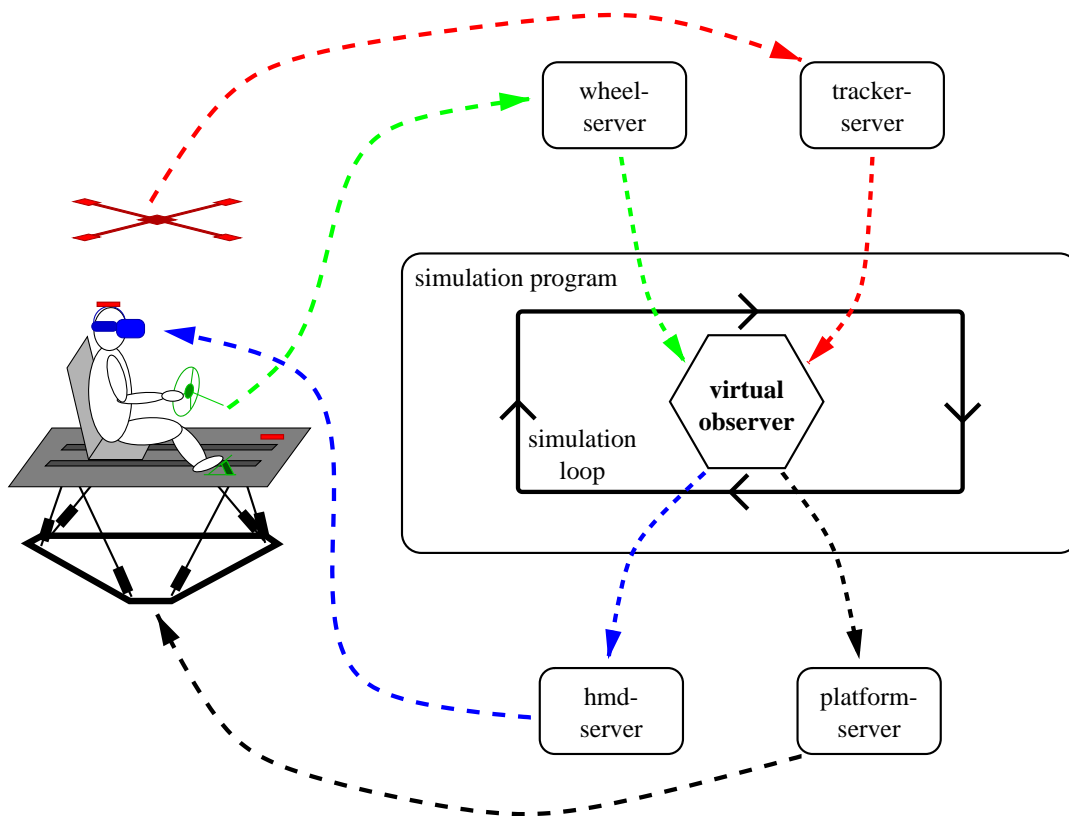 wheel-
server
tracker-
server
simulation program
virtual
observer
simulation
loop
hmd-
server
platform-
server